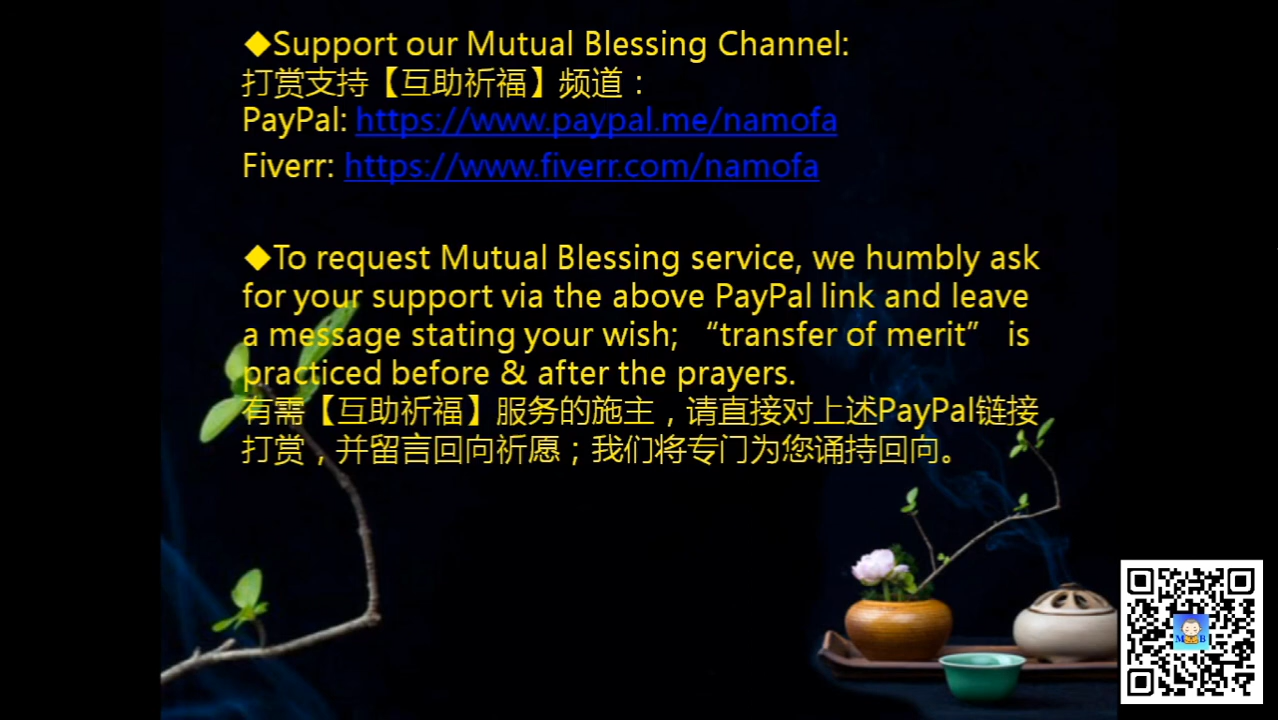 ◆Support our Mutual Blessing Channel:
打赏支持【互助祈福】频道：
PayPal: https://www.paypal.me/namofa
Fiverr: https://www.fiverr.com/namofa
◆To request Mutual Blessing service, we humbly ask
for your support via the above PayPal link and leave
a message stating your wish; “transfer of merit” is
practiced before & after the prayers.
有需【互助祈福】服务的施主，请直接对上述PayPal链接
打赏，并留言回向祈愿；我们将专门为您诵持回向。
M B